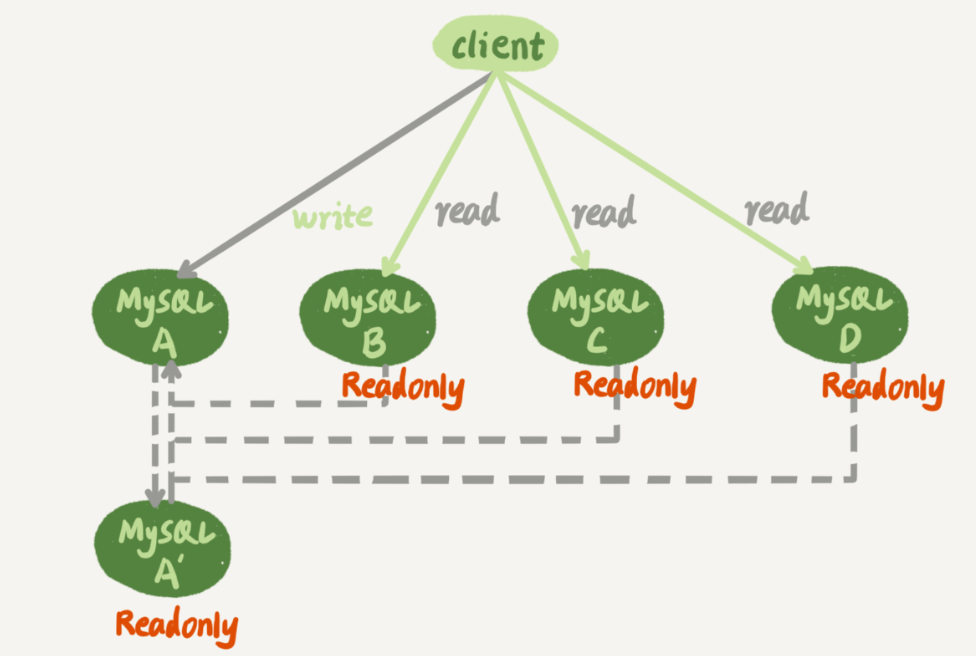 client
write
read
read
read
MySQL
A
MySQL
B
MySQL
C
MySQL
D
Readonly
Readonly
Readonly
MySQL
A'
Readonly